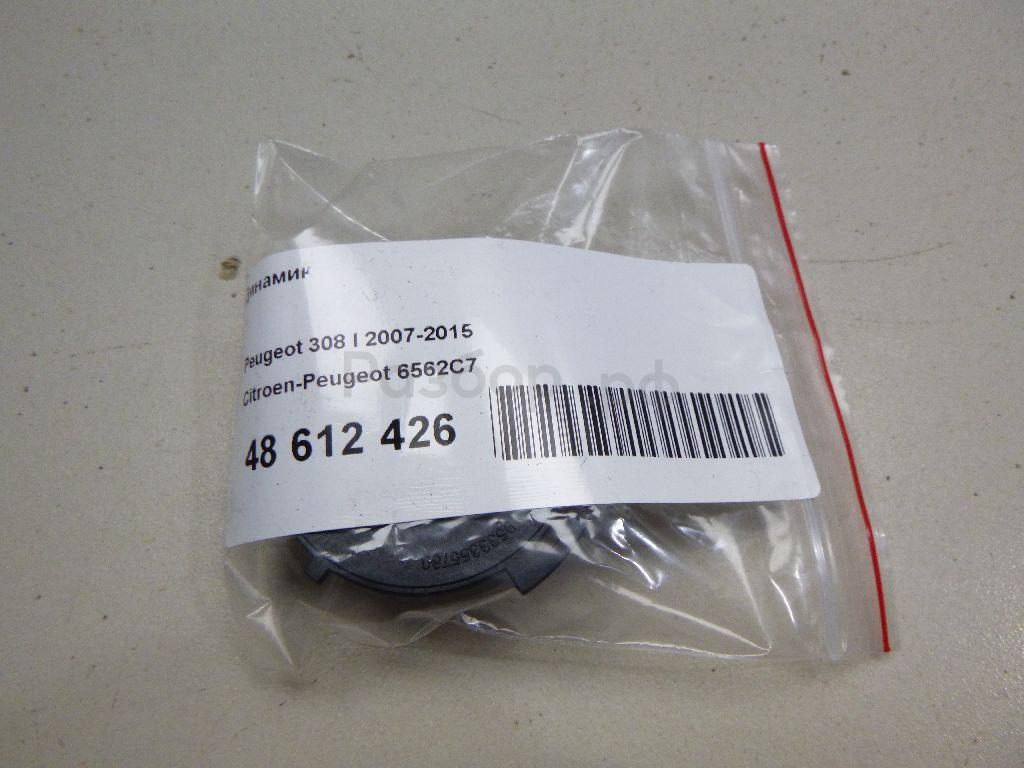 Динамик
Peugeot 308 I 2007-2015
Citroen-Peugeot 6562C7
Разбор.рф
48 612 426